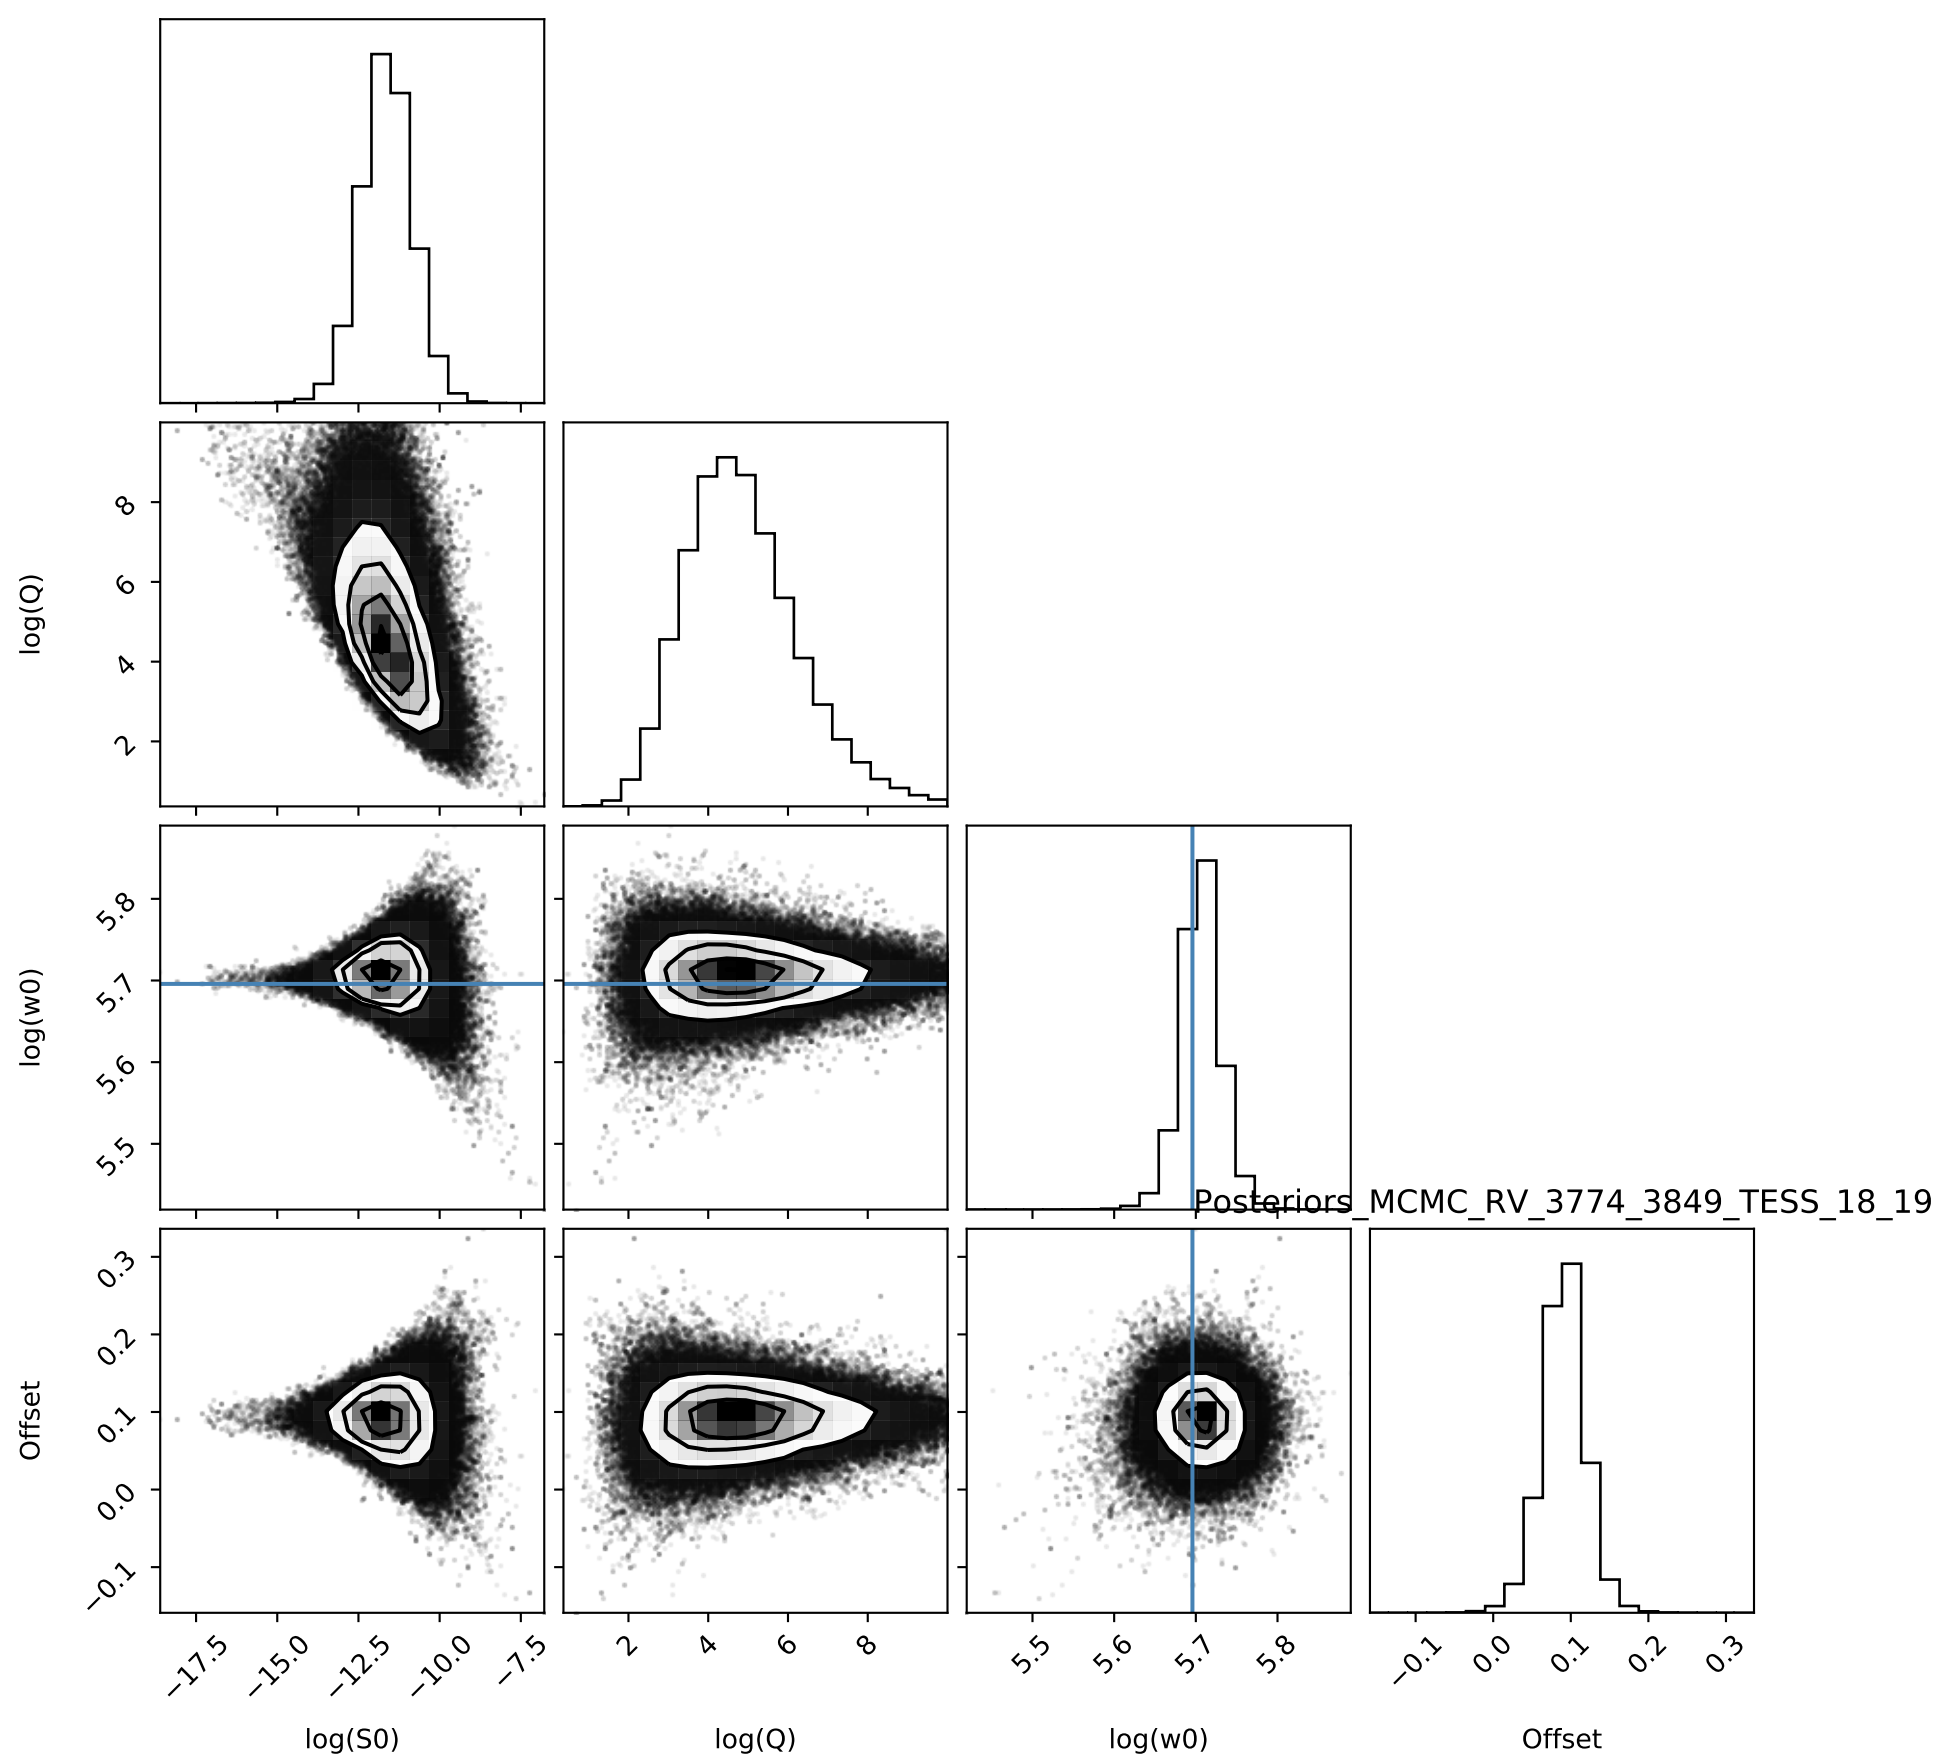 8
6
4
2
log(Q)
5.8
5.7
5.6
5.5
log(w0)
Posteriors_MCMC_RV_3774_3849_TESS_18_19
0.3
0.2
0.1
0.0
−0.1
Offset
−17.5 −15.0 −12.5 −10.0 −7.5 2 4 6 8 5.5 5.6 5.7 5.8 −0.1 0.0 0.1 0.2 0.3
log(S0) log(Q) log(w0) Offset